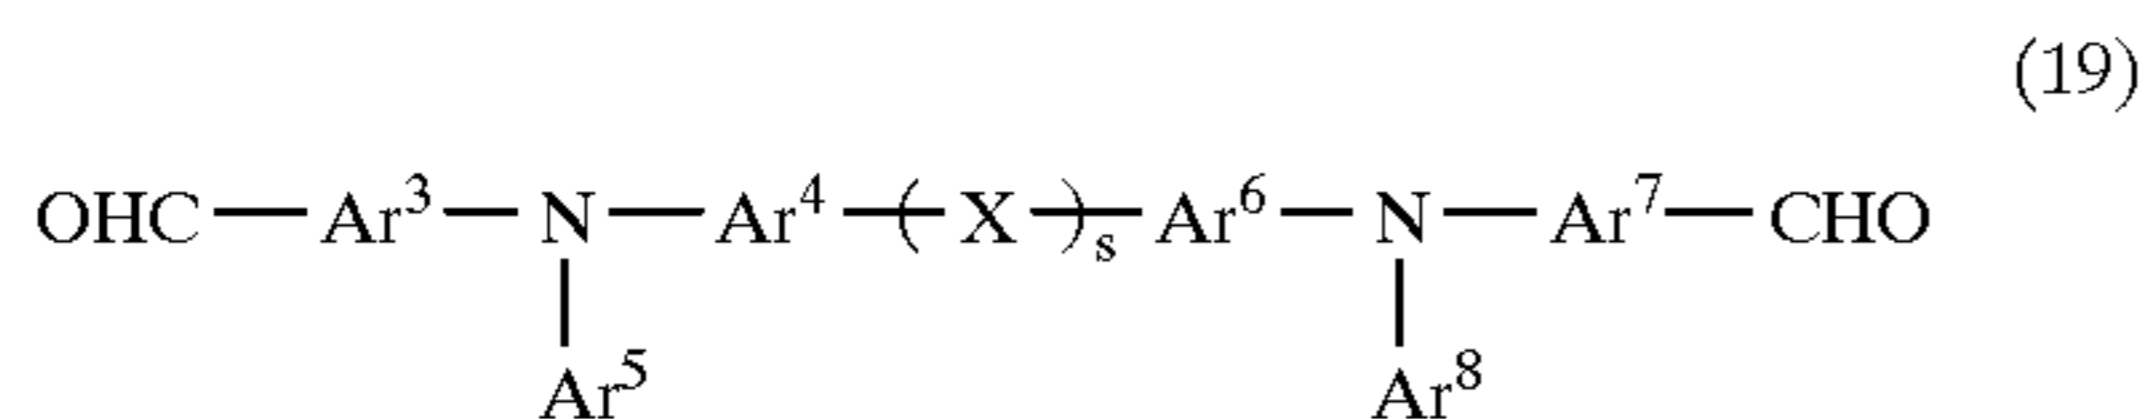 (19)
OHC—Ar³—N—Ar⁴—(X)ₛ—Ar⁶—N—Ar⁷—CHO
Ar⁵ Ar⁸